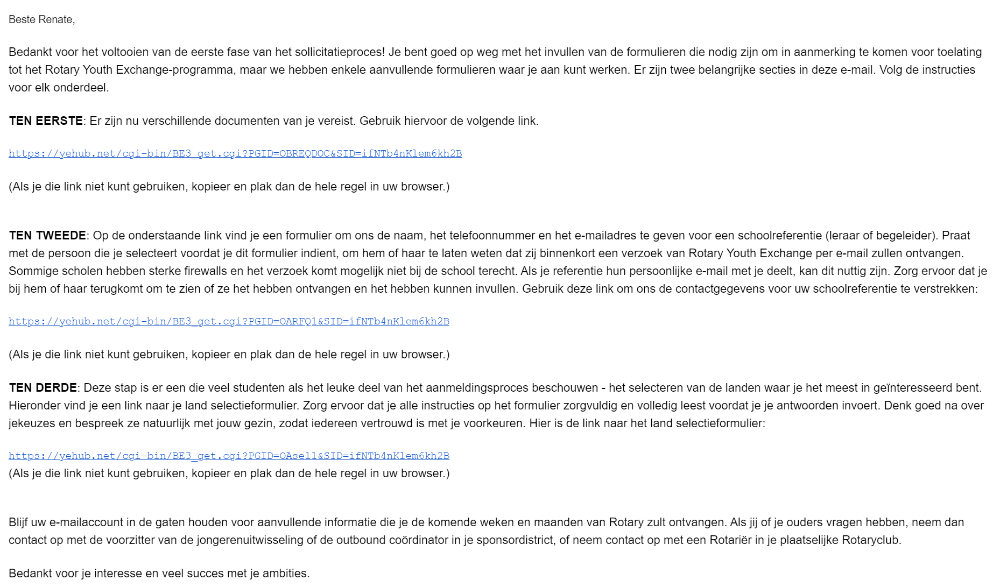 Beste Renate,
Bedankt voor het voltooien van de eerste fase van het sollicitatieproces! Je bent goed op weg met het invullen van de formulieren die nodig zijn om in aanmerking te komen voor toelating
tot het Rotary Youth Exchange-programma, maar we hebben enkele aanvullende formulieren waar je aan kunt werken. Er zijn twee belangrijke secties in deze e-mail. Volg de instructies
voor elk onderdeel.
TEN EERSTE: Er zijn nu verschillende documenten van je vereist. Gebruik hiervoor de volgende link.
https://yehub.net/cgi-bin/BE3_get.cgi?PGID=OBREQDOC&SID=ifNTb4nKlem6kh2B
(Als je die link niet kunt gebruiken, kopieer en plak dan de hele regel in uw browser.)
TEN TWEEDE: Op de onderstaande link vind je een formulier om ons de naam, het telefoonnummer en het e-mailadres te geven voor een schoolreferentie (leraar of begeleider). Praat
met de persoon die je selecteert voordat je dit formulier indient, om hem of haar te laten weten dat zij binnenkort een verzoek van Rotary Youth Exchange per e-mail zullen ontvangen.
Sommige scholen hebben sterke firewalls en het verzoek komt mogelijk niet bij de school terecht. Als je referentie hun persoonlijke e-mail met je deelt, kan dit nuttig zijn. Zorg ervoor dat je
bij hem of haar terugkomt om te zien of ze het hebben ontvangen en het hebben kunnen invullen. Gebruik deze link om ons de contactgegevens voor uw schoolreferentie te verstrekken:
https://yehub.net/cgi-bin/BE3_get.cgi?PGID=OARFQ1&SID=ifNTb4nKlem6kh2B
(Als je die link niet kunt gebruiken, kopieer en plak dan de hele regel in uw browser.)
TEN DERDE: Deze stap is er een die veel studenten als het leuke deel van het aanmeldingsproces beschouwen - het selecteren van de landen waar je het meest in geïnteresseerd bent.
Hieronder vind je een link naar je land selectieformulier. Zorg ervoor dat je alle instructies op het formulier zorgvuldig en volledig leest voordat je je antwoorden invoert. Denk goed na over
jekeuzes en bespreek ze natuurlijk met jouw gezin, zodat iedereen vertrouwd is met je voorkeuren. Hier is de link naar het land selectieformulier:
https://yehub.net/cgi-bin/BE3_get.cgi?PGID=OAsel1&SID=ifNTb4nKlem6kh2B
(Als je die link niet kunt gebruiken, kopieer en plak dan de hele regel in uw browser.)
Blijf uw e-mailaccount in de gaten houden voor aanvullende informatie die je de komende weken en maanden van Rotary zult ontvangen. Als jij of je ouders vragen hebben, neem dan
contact op met de voorzitter van de jongerenuitwisseling of de outbound coördinator in je sponsordistrict, of neem contact op met een Rotariër in je plaatselijke Rotaryclub.
Bedankt voor je interesse en veel succes met je ambities.